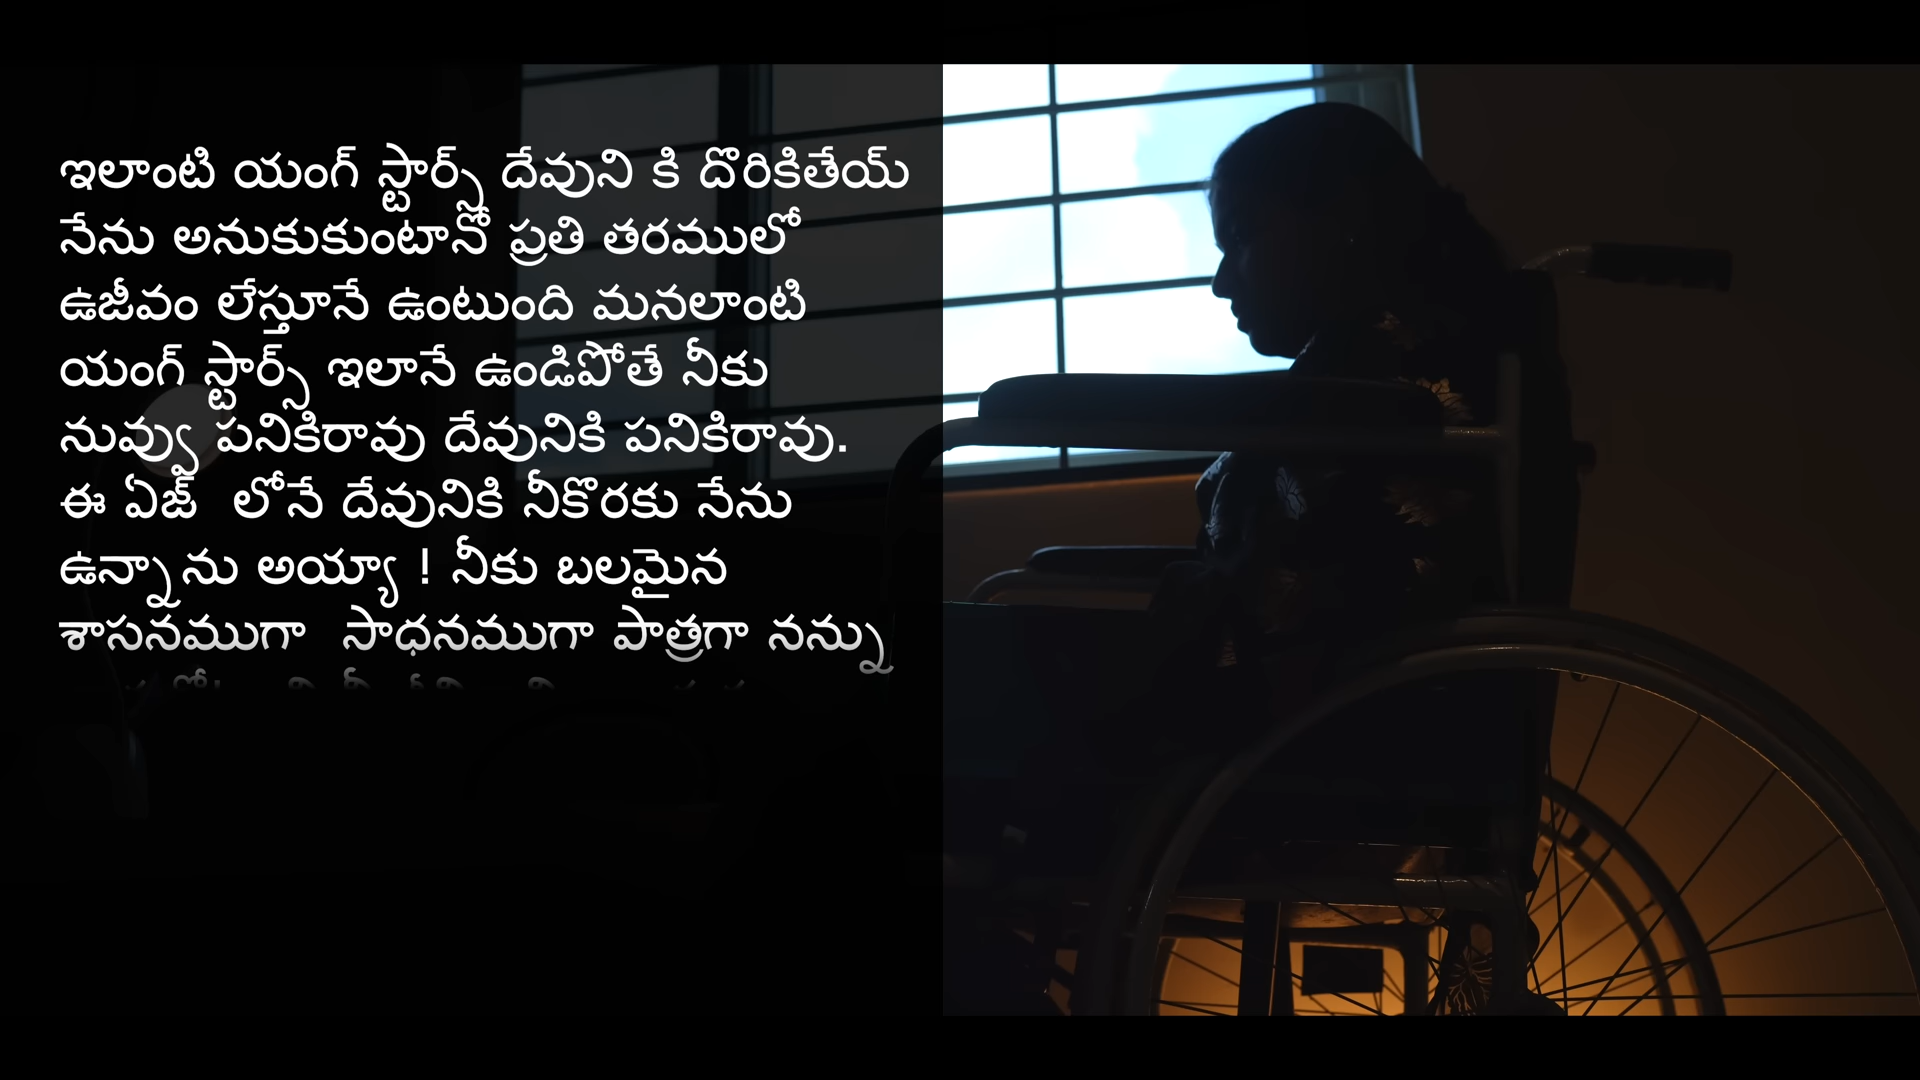 ఇలాంటి యంగ్ స్టార్స్ దేవుని కి దొరికితేయ్
నేను అనుకుకుంటానో ప్రతి తరములో
ఉజీవం లేస్తూనే ఉంటుంది మనలాంటి
యంగ్ స్టార్స్ ఇలానే ఉండిపోతే నీకు
నువ్వు పనికిరావు దేవునికి పనికిరావు.
ఈ ఏజ్  లోనే దేవునికి నీకొరకు నేను
ఉన్నాను అయ్యా ! నీకు బలమైన
శాసనముగా  సాధనముగా పాత్రగా నన్ను